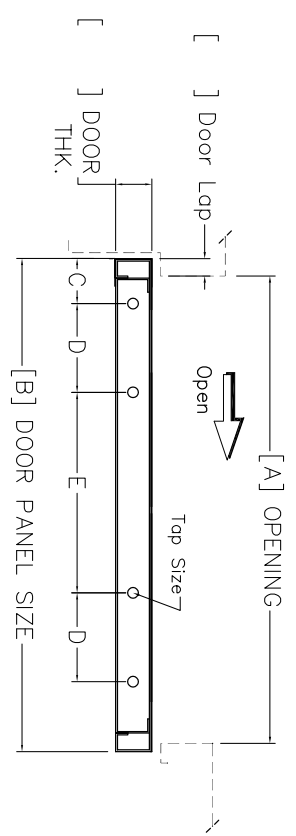 [ ] Door Lap
[ ] DOOR
THK.
[A] OPENING
Open
Tap Size
C
D
E
D
[B] DOOR PANEL SIZE